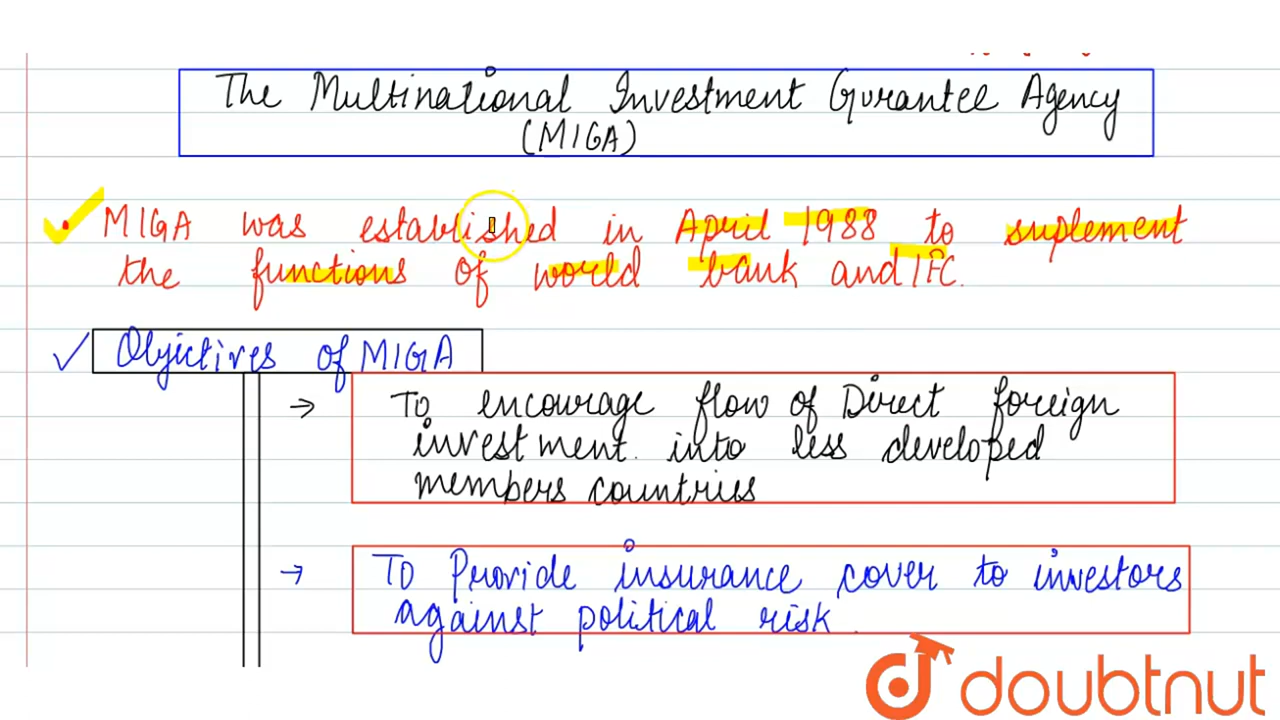 The Multinational Investment Gurantee Agency
(MIGA)
• MIGA was established in April 1988 to suplement
the functions of world bank and IFC.
✓ Objectives of MIGA
→ To encourage flow of Direct foreign
investment. into less developed
members countries
→ To Provide insurance cover to investors
against political risk.
doubtnut